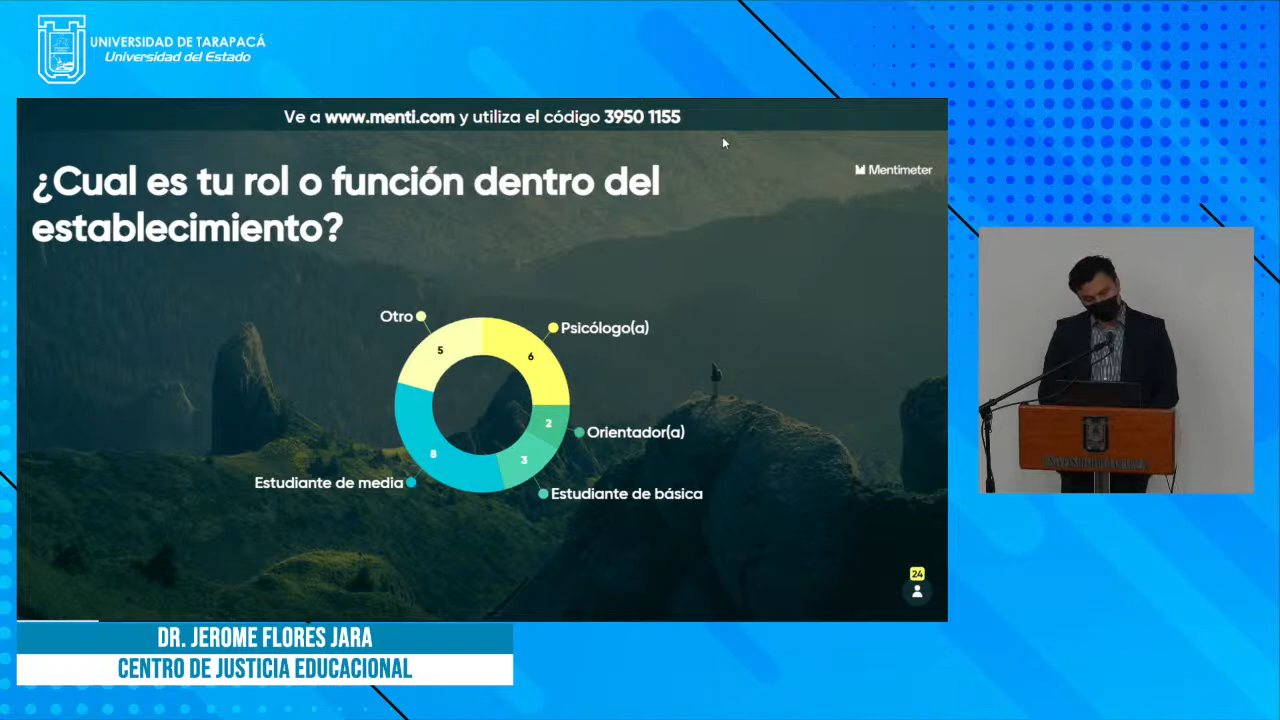 UNIVERSIDAD DE TARAPACÁ
Universidad del Estado
Ve a www.menti.com y utiliza el código 3950 1155
Mentimeter
¿Cual es tu rol o función dentro del
establecimiento?
Otro
Psicólogo(a)
5
6
2
Orientador(a)
8
3
Estudiante de media
Estudiante de básica
24
DR. JEROME FLORES JARA
CENTRO DE JUSTICIA EDUCACIONAL